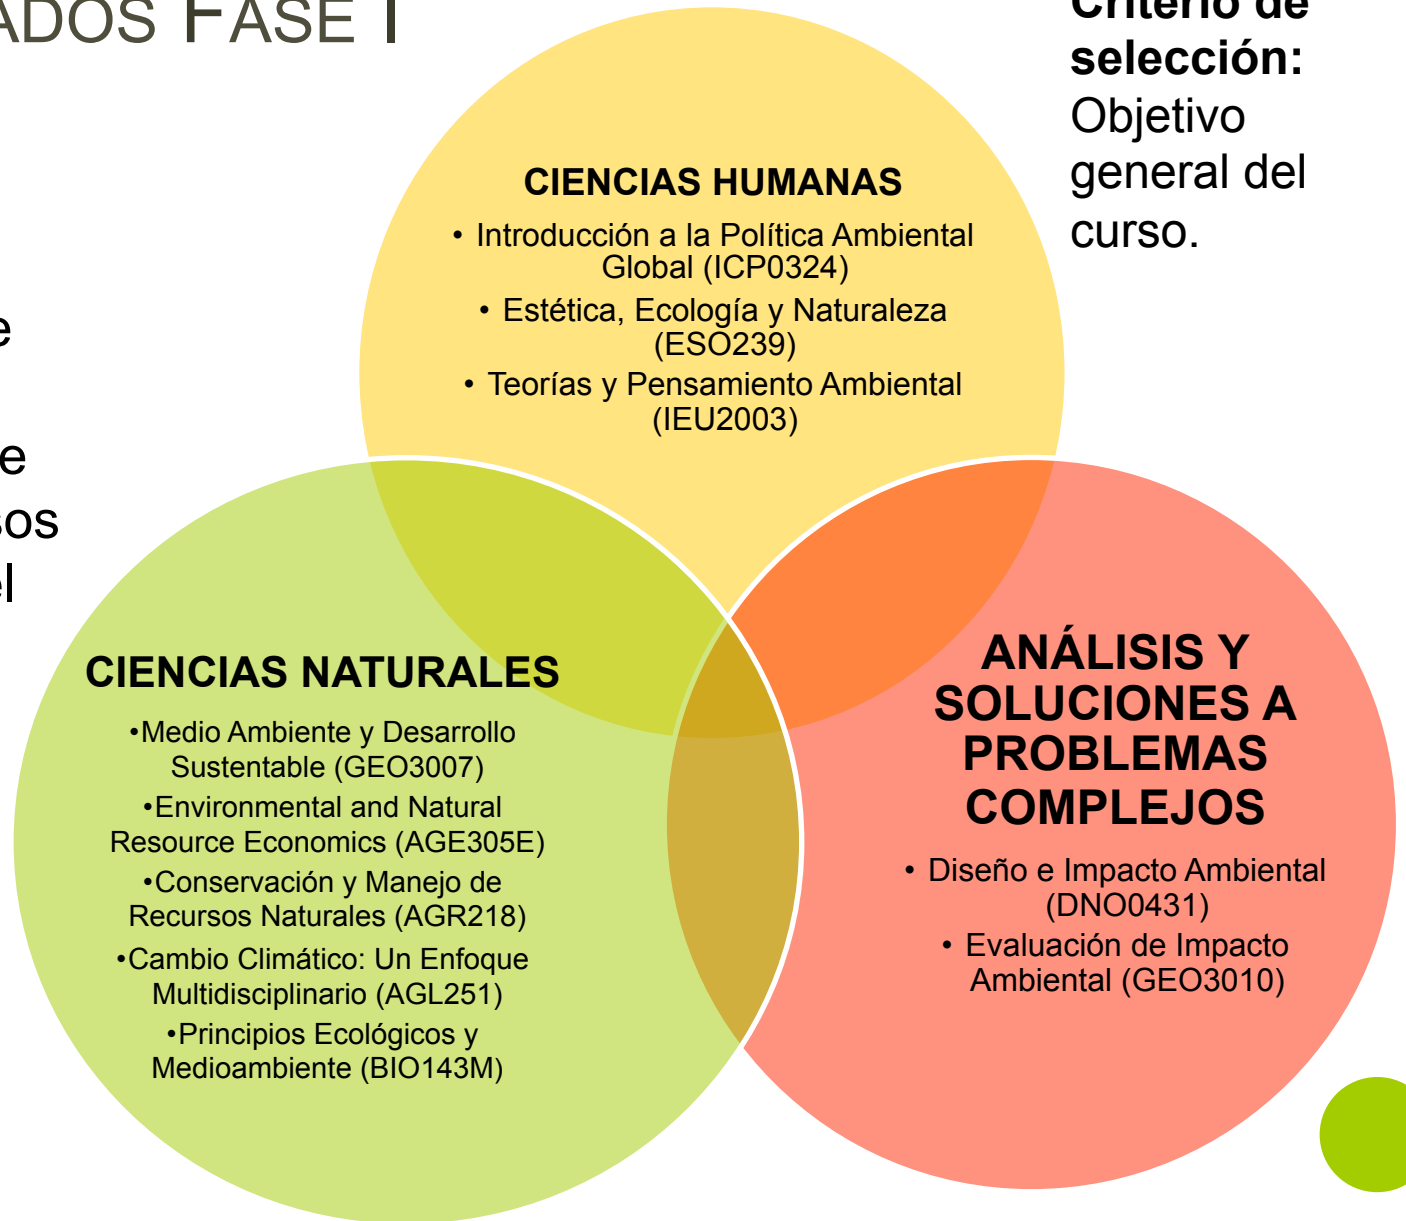 ADOS FASE I
Criterio de
selección:
Objetivo
general del
curso.
e
e
sos
el
CIENCIAS HUMANAS
• Introducción a la Política Ambiental
Global (ICP0324)
• Estética, Ecología y Naturaleza
(ESO239)
• Teorías y Pensamiento Ambiental
(IEU2003)
CIENCIAS NATURALES
•Medio Ambiente y Desarrollo
Sustentable (GEO3007)
•Environmental and Natural
Resource Economics (AGE305E)
•Conservación y Manejo de
Recursos Naturales (AGR218)
•Cambio Climático: Un Enfoque
Multidisciplinario (AGL251)
•Principios Ecológicos y
Medioambiente (BIO143M)
ANÁLISIS Y
SOLUCIONES A
PROBLEMAS
COMPLEJOS
• Diseño e Impacto Ambiental
(DNO0431)
• Evaluación de Impacto
Ambiental (GEO3010)